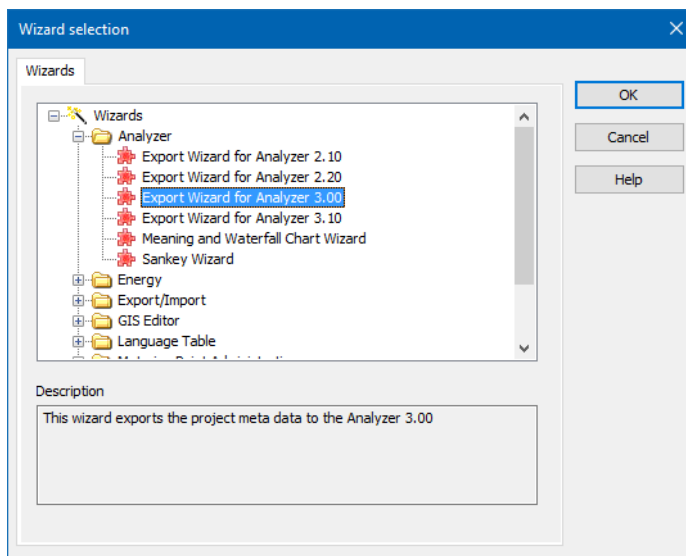 Wizard selection
Wizards
OK
Cancel
Help
Wizards
Analyzer
Export Wizard for Analyzer 2.10
Export Wizard for Analyzer 2.20
Export Wizard for Analyzer 3.00
Export Wizard for Analyzer 3.10
Meaning and Waterfall Chart Wizard
Sankey Wizard
Energy
Export/Import
GIS Editor
Language Table
Description
This wizard exports the project meta data to the Analyzer 3.00